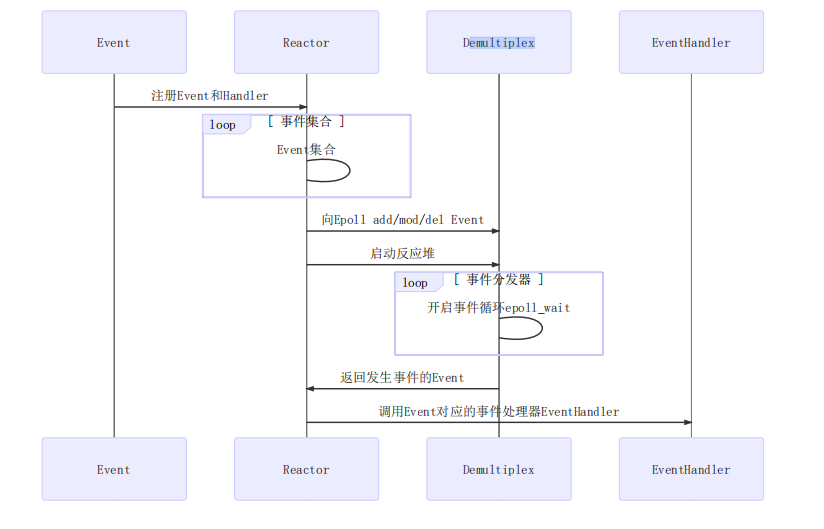 Event Reactor Demultiplex EventHandler
注册Event和Handler
loop [ 事件集合 ]
Event集合
向Epoll add/mod/del Event
启动反应堆
loop [ 事件分发器 ]
开启事件循环epoll_wait
返回发生事件的Event
调用Event对应的事件处理器EventHandler
Event Reactor Demultiplex EventHandler